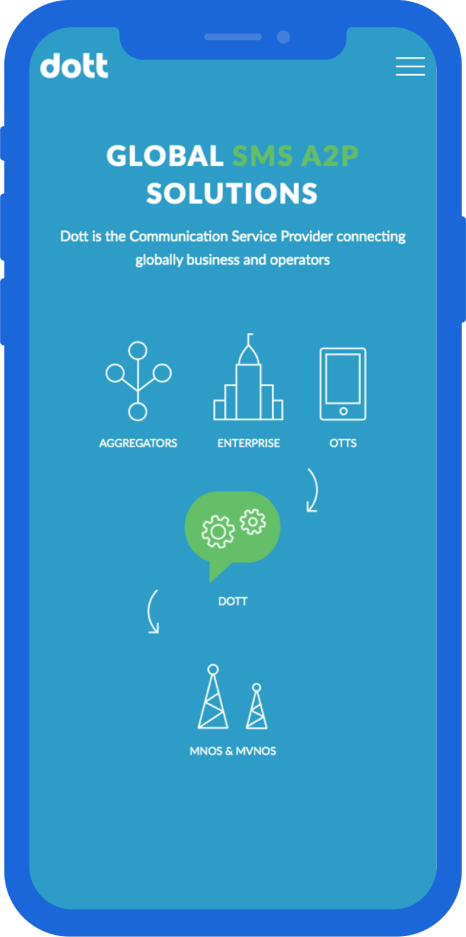 dott
GLOBAL SMS A2P
SOLUTIONS
Dott is the Communication Service Provider connecting
globally business and operators
AGGREGATORS ENTERPRISE OTTS
DOTT
MNOS & MVNOS